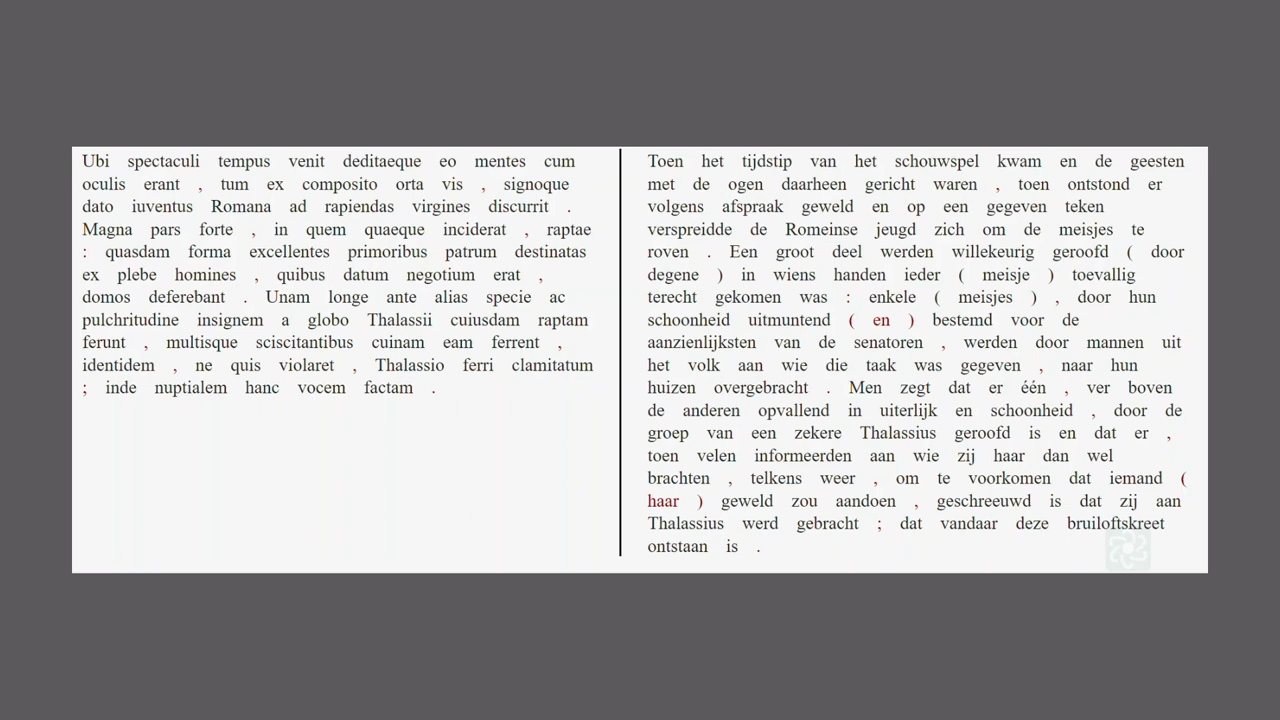 Ubi spectaculi tempus venit deditaeque eo mentes cum
oculis erant , tum ex composito orta vis , signoque
dato iuventus Romana ad rapiendas virgines discurrit .
Magna pars forte , in quem quaeque inciderat , raptae
: quasdam forma excellentes primoribus patrum destinatas
ex plebe homines , quibus datum negotium erat ,
domos deferebant . Unam longe ante alias specie ac
pulchritudine insignem a globo Thalassii cuiusdam raptam
ferunt , multisque sciscitantibus cuinam eam ferrent ,
identidem , ne quis violaret , Thalassio ferri clamitatum
; inde nuptialem hanc vocem factam .
Toen het tijdstip van het schouwspel kwam en de geesten
met de ogen daarheen gericht waren , toen ontstond er
volgens afspraak geweld en op een gegeven teken
verspreidde de Romeinse jeugd zich om de meisjes te
roven . Een groot deel werden willekeurig geroofd ( door
degene ) in wiens handen ieder ( meisje ) toevallig
terecht gekomen was : enkele ( meisjes ) , door hun
schoonheid uitmuntend ( en ) bestemd voor de
aanzienlijksten van de senatoren , werden door mannen uit
het volk aan wie die taak was gegeven , naar hun
huizen overgebracht . Men zegt dat er één , ver boven
de anderen opvallend in uiterlijk en schoonheid , door de
groep van een zekere Thalassius geroofd is en dat er ,
toen velen informeerden aan wie zij haar dan wel
brachten , telkens weer , om te voorkomen dat iemand (
haar ) geweld zou aandoen , geschreeuwd is dat zij aan
Thalassius werd gebracht ; dat vandaar deze bruiloftskreet
ontstaan is .